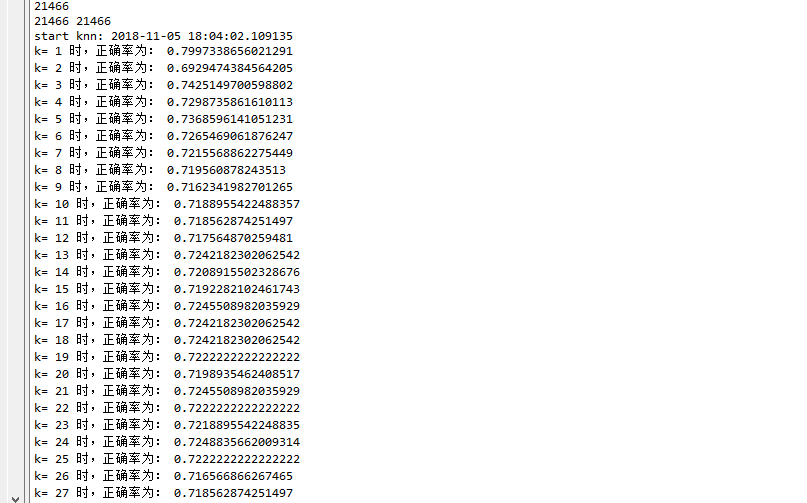 21466
21466 21466
start knn: 2018-11-05 18:04:02.109135
k= 1 时，正确率为： 0.7997338656021291
k= 2 时，正确率为： 0.6929474384564205
k= 3 时，正确率为： 0.7425149700598802
k= 4 时，正确率为： 0.7298735861610113
k= 5 时，正确率为： 0.7368596141051231
k= 6 时，正确率为： 0.7265469061876247
k= 7 时，正确率为： 0.7215568862275449
k= 8 时，正确率为： 0.719560878243513
k= 9 时，正确率为： 0.7162341982701265
k= 10 时，正确率为： 0.7188955422488357
k= 11 时，正确率为： 0.718562874251497
k= 12 时，正确率为： 0.717564870259481
k= 13 时，正确率为： 0.7242182302062542
k= 14 时，正确率为： 0.7208915502328676
k= 15 时，正确率为： 0.7192282102461743
k= 16 时，正确率为： 0.7245508982035929
k= 17 时，正确率为： 0.7242182302062542
k= 18 时，正确率为： 0.7242182302062542
k= 19 时，正确率为： 0.7222222222222222
k= 20 时，正确率为： 0.7198935462408517
k= 21 时，正确率为： 0.7245508982035929
k= 22 时，正确率为： 0.7222222222222222
k= 23 时，正确率为： 0.7218895542248835
k= 24 时，正确率为： 0.7248835662009314
k= 25 时，正确率为： 0.7222222222222222
k= 26 时，正确率为： 0.716566866267465
k= 27 时，正确率为： 0.718562874251497